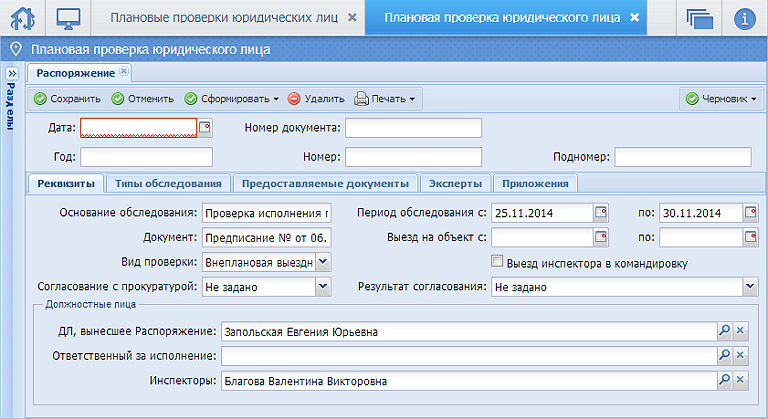 Плановые проверки юридических лиц Плановая проверка юридического лица
Плановая проверка юридического лица
Разделы
Распоряжение
Сохранить Отменить Сформировать Удалить Печать Черновик
Дата: Номер документа:
Год: Номер: Подномер:
Реквизиты Типы обследования Предоставляемые документы Эксперты Приложения
Основание обследования: Проверка исполнения п Период обследования с: 25.11.2014 по: 30.11.2014
Документ: Предписание № от 06. Выезд на объект с: по:
Вид проверки: Внеплановая выездн Выезд инспектора в командировку
Согласование с прокуратурой: Не задано Результат согласования: Не задано
Должностные лица
ДЛ, вынесшее Распоряжение: Запольская Евгения Юрьевна
Ответственный за исполнение:
Инспекторы: Благова Валентина Викторовна